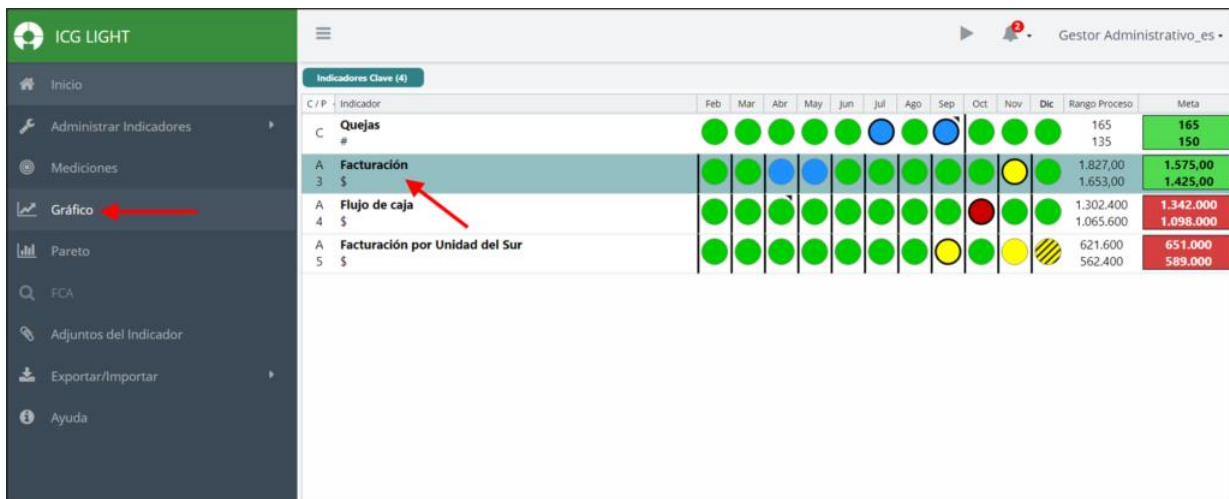 ICG LIGHT
2
Gestor Administrativo_es
Inicio
Administrar Indicadores
Mediciones
Gráfico
Pareto
FCA
Adjuntos del Indicador
Exportar/Importar
Ayuda
Indicadores Clave (4)
C / P Indicador Feb Mar Abr May Jun Jul Ago Sep Oct Nov Dic Rango Proceso Meta
C Quejas 165 165
# 135 150
A Facturación 1.827,00 1.575,00
3 $ 1.653,00 1.425,00
A Flujo de caja 1.302.400 1.342.000
4 $ 1.065.600 1.098.000
A Facturación por Unidad del Sur 621.600 651.000
5 $ 562.400 589.000